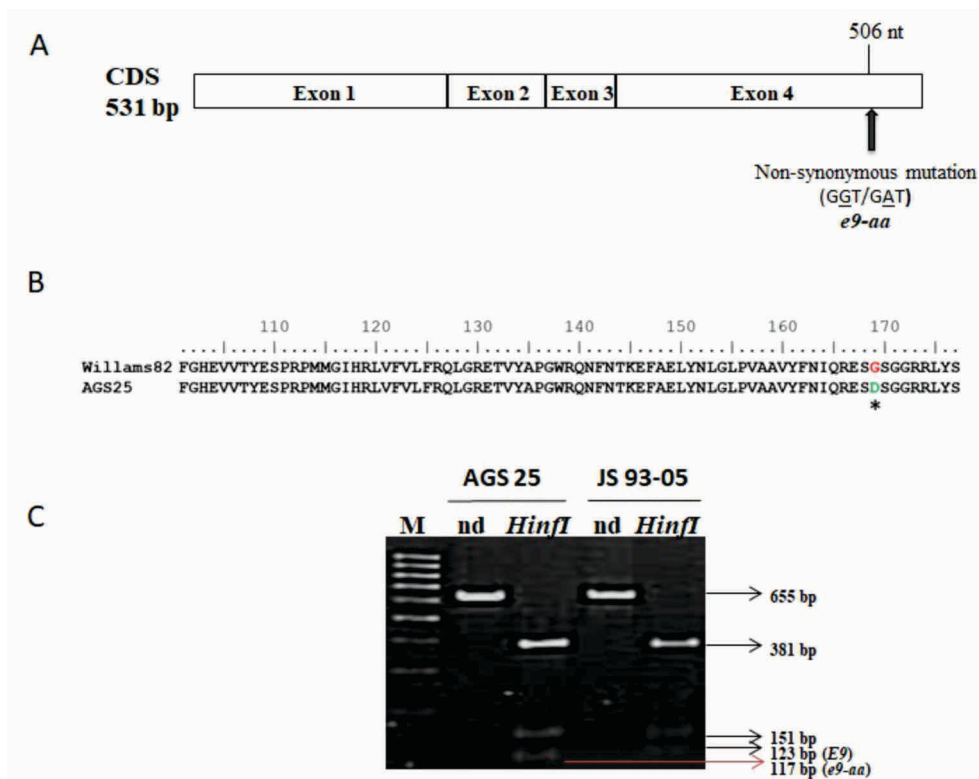 A
506 nt
CDS
531 bp
Exon 1 Exon 2 Exon 3 Exon 4
Non-synonymous mutation
(GGT/GAT)
e9-aa
B
110 120 130 140 150 160 170
Willams82 FGHEVVTYESPRPMMGIHRLVFVLFRQLGRETVYAPGWRQNFNTKEFAELYNLGLPVAAVYFNIQRESGSGGRRLYS
AGS25 FGHEVVTYESPRPMMGIHRLVFVLFRQLGRETVYAPGWRQNFNTKEFAELYNLGLPVAAVYFNIQRESDSGGRRLYS
*
C
AGS 25 JS 93-05
M nd HinfI nd HinfI
655 bp
381 bp
151 bp
123 bp (E9)
117 bp (e9-aa)